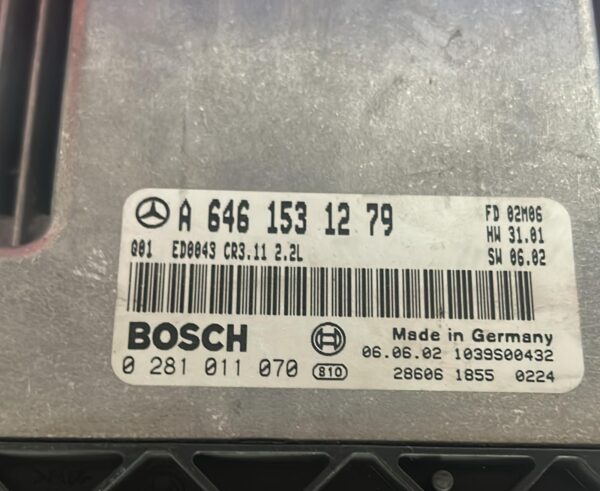 A 646 153 12 79
FD 02M06
HW 31.01
SW 06.02
Q01 ED0043 CR3.11 2.2L
BOSCH
Made in Germany
06.06.02 1039S00432
0 281 011 070 S10
28606 1855 0224